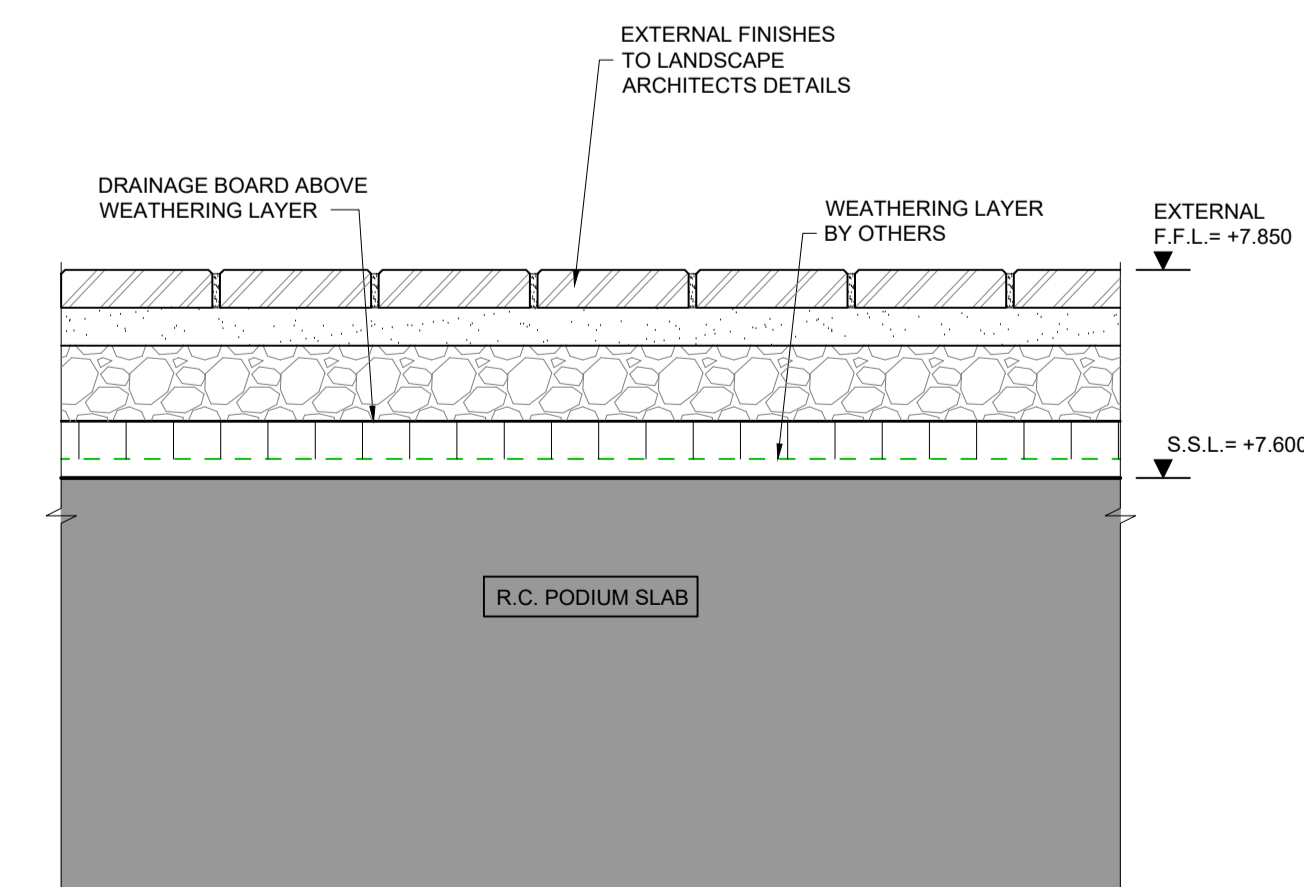 EXTERNAL FINISHES
TO LANDSCAPE
ARCHITECTS DETAILS
DRAINAGE BOARD ABOVE
WEATHERING LAYER
WEATHERING LAYER
BY OTHERS
EXTERNAL
F.F.L.= +7.850
S.S.L.= +7.600
R.C. PODIUM SLAB